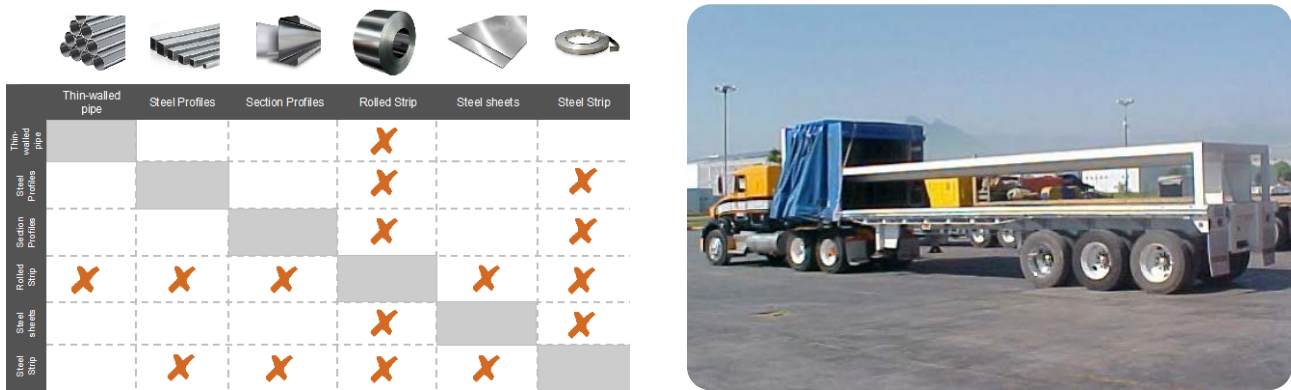 Thin-walled
pipe
Steel Profiles
Section Profiles
Rolled Strip
Steel sheets
Steel Strip
Thin-
walled
pipe
Steel
Profiles
Section
Profiles
Rolled
Strip
Steel
sheets
Steel
Strip